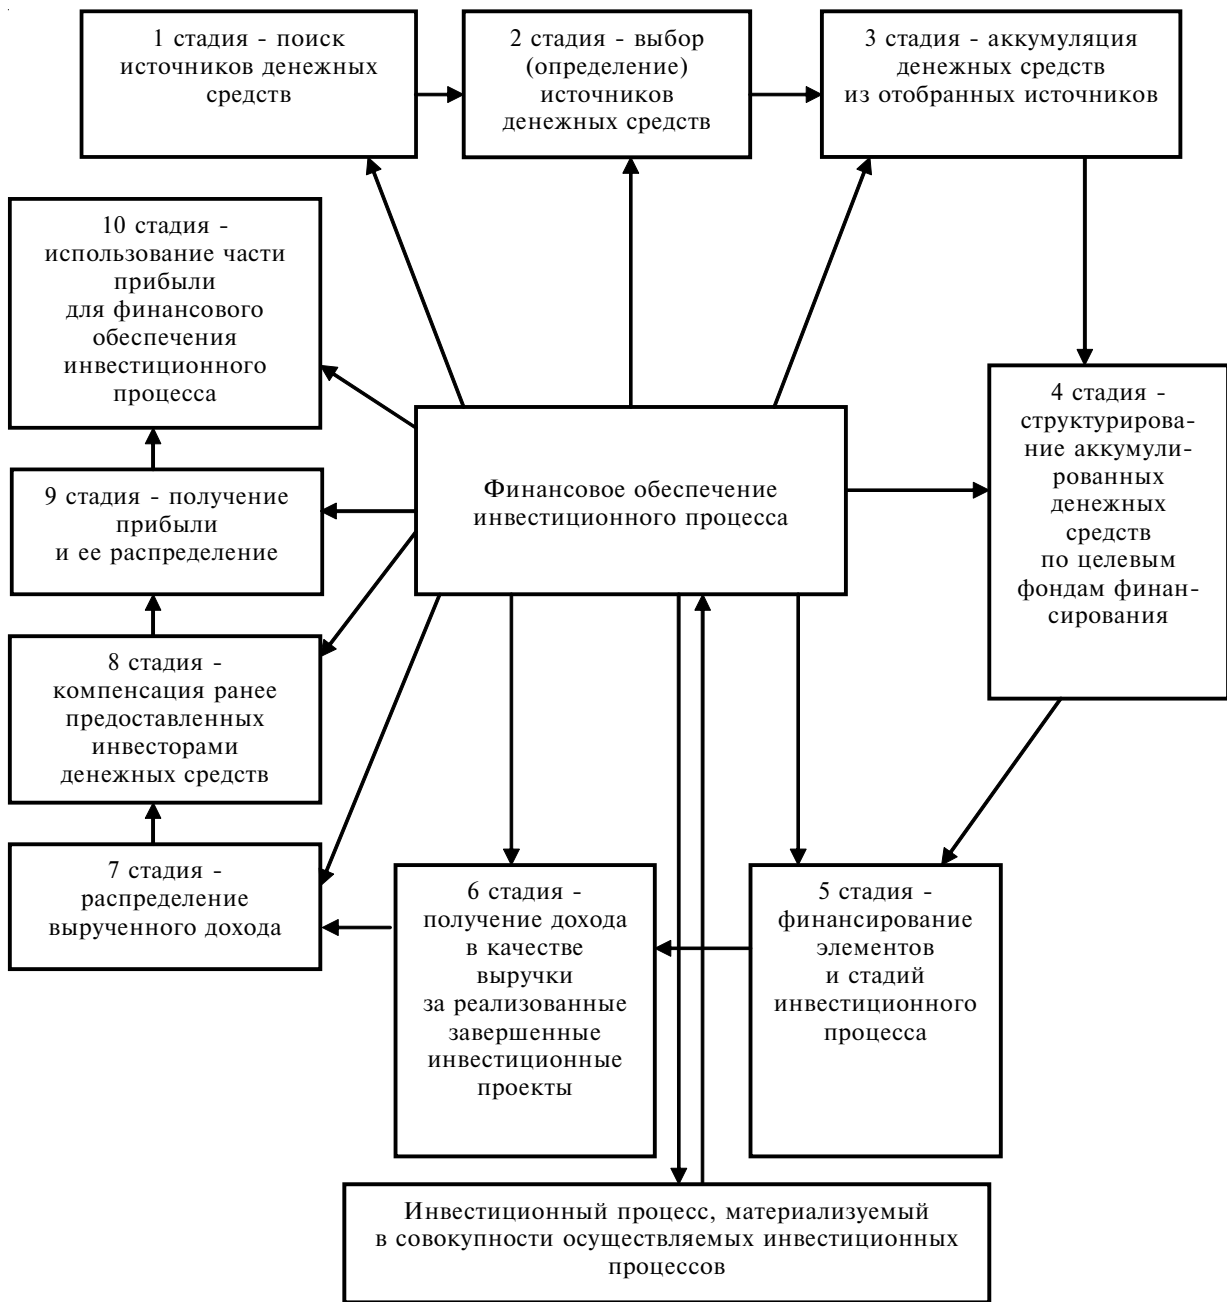 1 стадия - поиск
источников денежных
средств
2 стадия - выбор
(определение)
источников
денежных средств
3 стадия - аккумуляция
денежных средств
из отобранных источников
10 стадия -
использование части
прибыли
для финансового
обеспечения
инвестиционного
процесса
4 стадия -
структурирова-
ние аккумули-
рованных
денежных
средств
по целевым
фондам финан-
сирования
Финансовое обеспечение
инвестиционного процесса
9 стадия - получение
прибыли
и ее распределение
8 стадия -
компенсация ранее
предоставленных
инвесторами
денежных средств
7 стадия -
распределение
вырученного дохода
6 стадия -
получение дохода
в качестве
выручки
за реализованные
завершенные
инвестиционные
проекты
5 стадия -
финансирование
элементов
и стадий
инвестиционного
процесса
Инвестиционный процесс, материализуемый
в совокупности осуществляемых инвестиционных
процессов